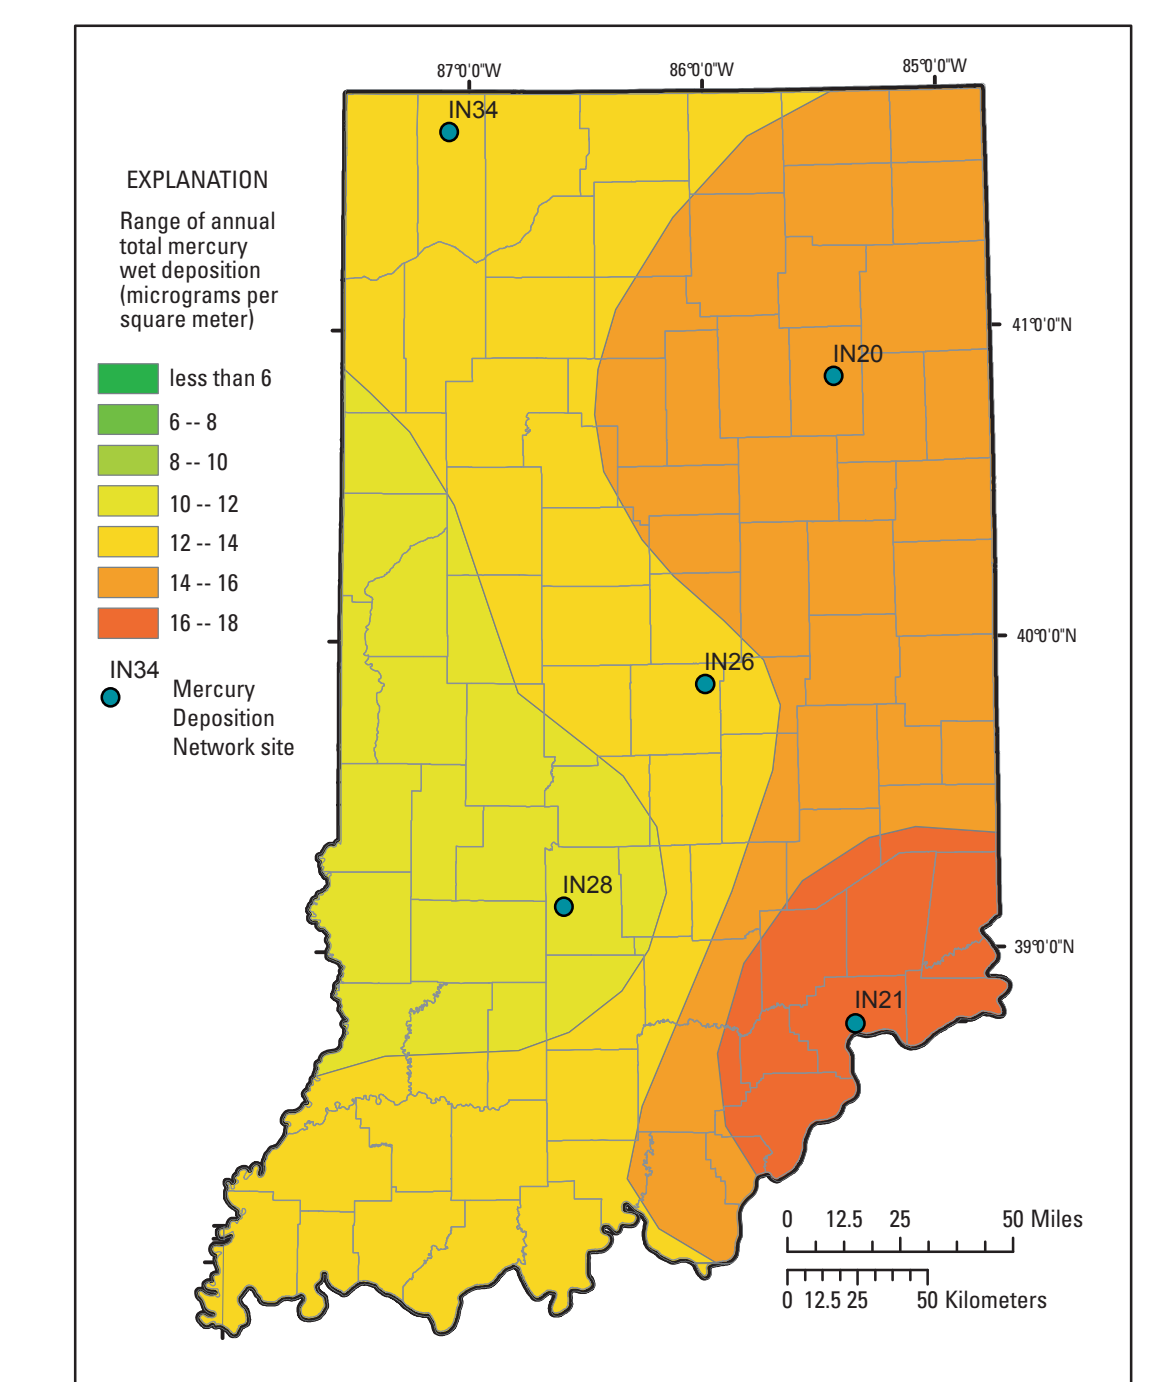 87°0'0"W
86°0'0"W
85°0'0"W
IN34
EXPLANATION
Range of annual
total mercury
wet deposition
(micrograms per
square meter)
less than 6
6 -- 8
8 -- 10
10 -- 12
12 -- 14
14 -- 16
16 -- 18
IN34
Mercury
Deposition
Network site
41°0'0"N
IN20
40°0'0"N
IN26
IN28
39°0'0"N
IN21
0 12.5 25 50 Miles
0 12.5 25 50 Kilometers